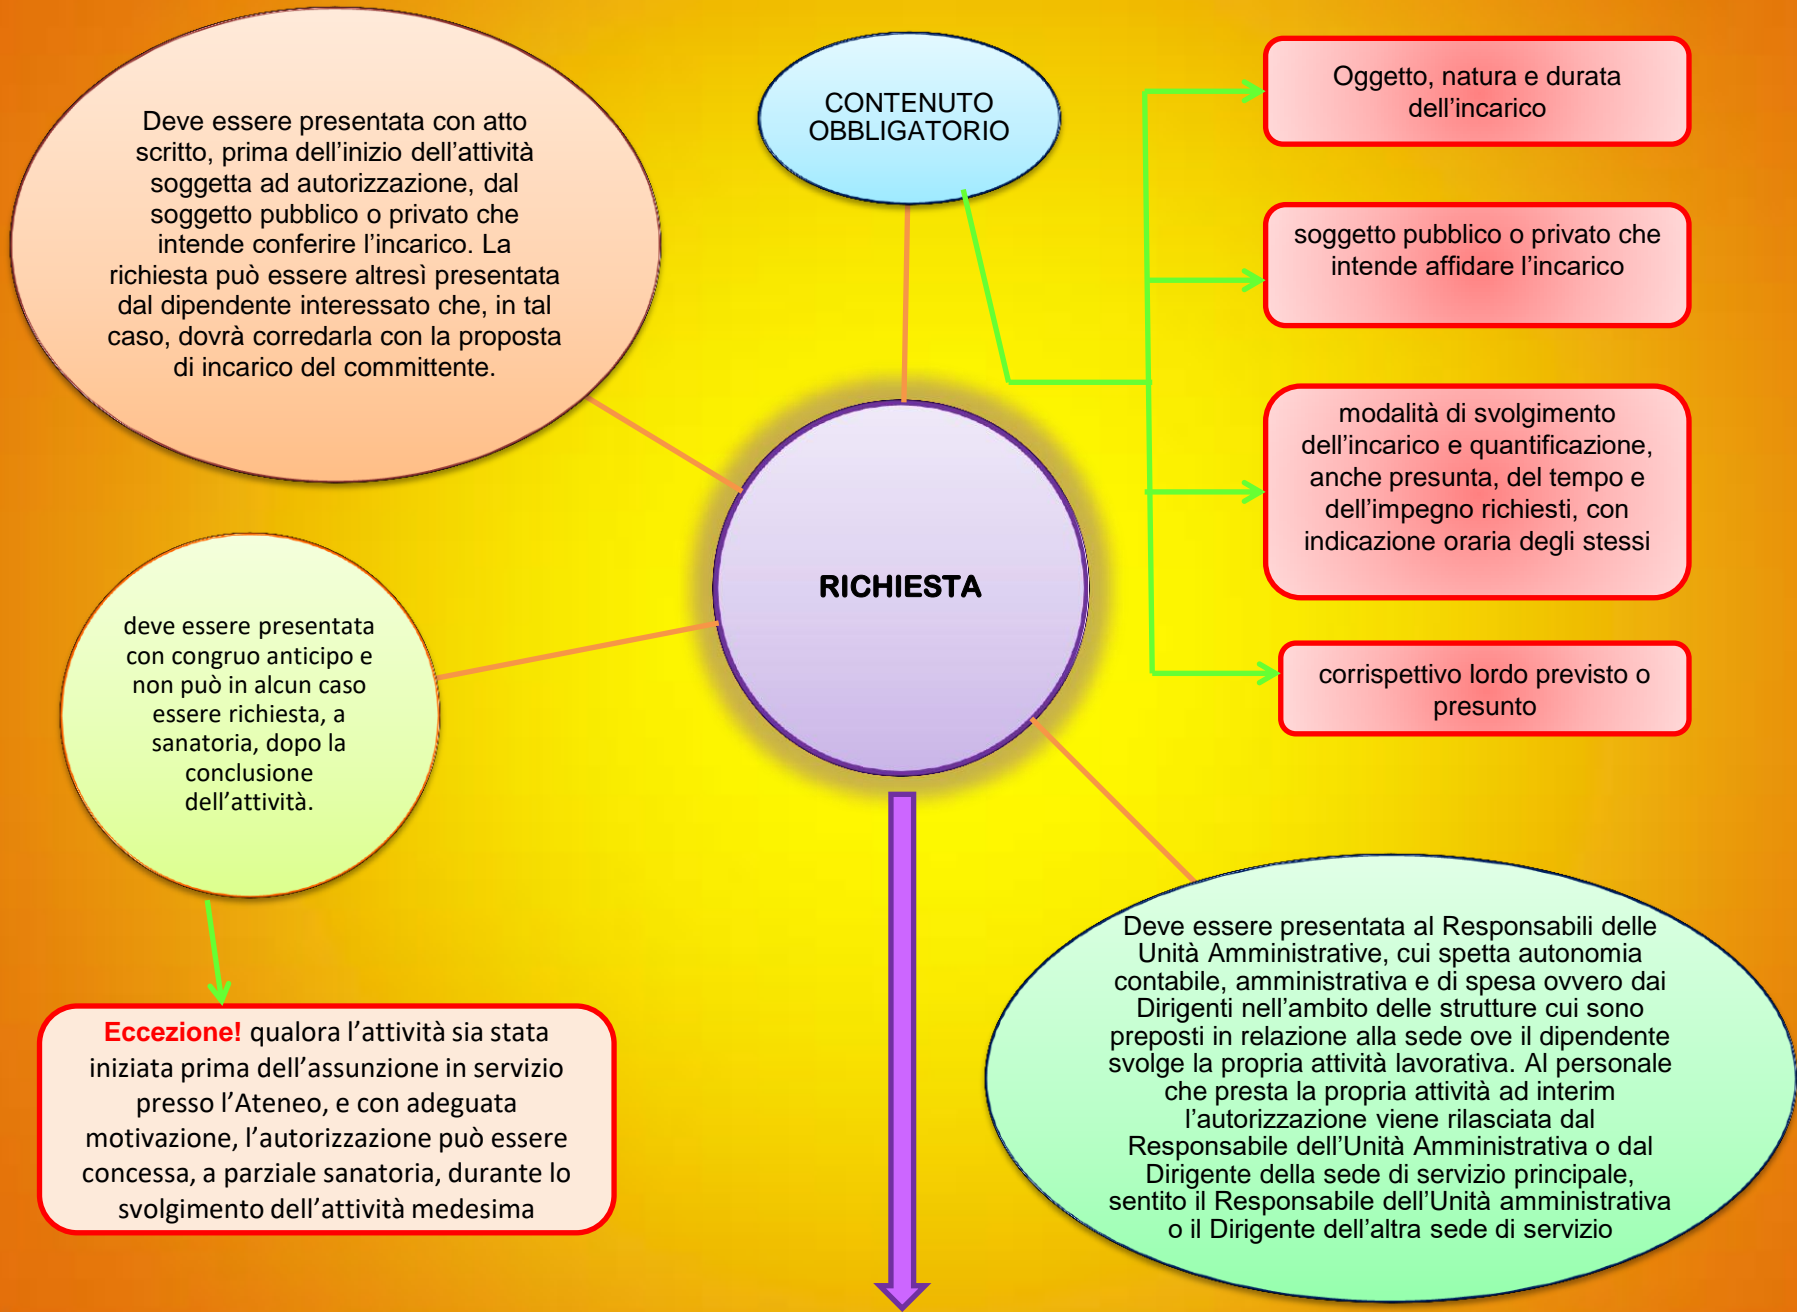 Deve essere presentata con atto
scritto, prima dell’inizio dell’attività
soggetta ad autorizzazione, dal
soggetto pubblico o privato che
intende conferire l’incarico. La
richiesta può essere altresì presentata
dal dipendente interessato che, in tal
caso, dovrà corredarla con la proposta
di incarico del committente.
CONTENUTO
OBBLIGATORIO
Oggetto, natura e durata
dell’incarico
soggetto pubblico o privato che
intende affidare l’incarico
modalità di svolgimento
dell’incarico e quantificazione,
anche presunta, del tempo e
dell’impegno richiesti, con
indicazione oraria degli stessi
corrispettivo lordo previsto o
presunto
RICHIESTA
deve essere presentata
con congruo anticipo e
non può in alcun caso
essere richiesta, a
sanatoria, dopo la
conclusione
dell’attività.
Eccezione! qualora l’attività sia stata
iniziata prima dell’assunzione in servizio
presso l’Ateneo, e con adeguata
motivazione, l’autorizzazione può essere
concessa, a parziale sanatoria, durante lo
svolgimento dell’attività medesima
Deve essere presentata al Responsabili delle
Unità Amministrative, cui spetta autonomia
contabile, amministrativa e di spesa ovvero dai
Dirigenti nell’ambito delle strutture cui sono
preposti in relazione alla sede ove il dipendente
svolge la propria attività lavorativa. Al personale
che presta la propria attività ad interim
l’autorizzazione viene rilasciata dal
Responsabile dell’Unità Amministrativa o dal
Dirigente della sede di servizio principale,
sentito il Responsabile dell’Unità amministrativa
o il Dirigente dell’altra sede di servizio